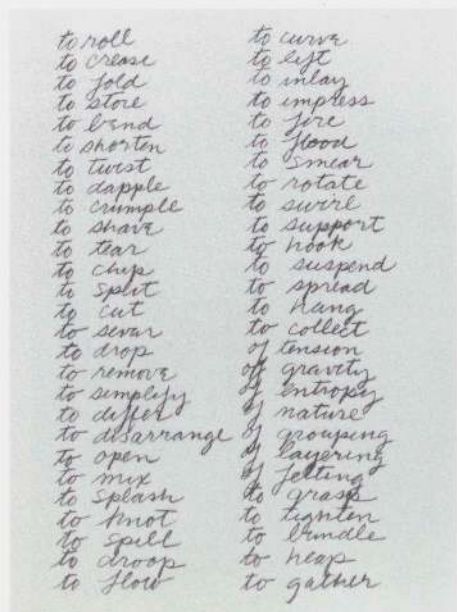 to roll
to crease
to fold
to store
to bend
to shorten
to twist
to dapple
to crumple
to shave
to tear
to chip
to split
to cut
to sever
to drop
to remove
to simplify
to differ
to disarrange
to open
to mix
to splash
to knot
to spill
to droop
to flow
to curve
to lift
to inlay
to impress
to fire
to flood
to smear
to rotate
to swirl
to support
to hook
to suspend
to spread
to hang
to collect
of tension
of gravity
of entropy
of nature
of grouping
of layering
of felting
to grasp
to tighten
to bundle
to heap
to gather